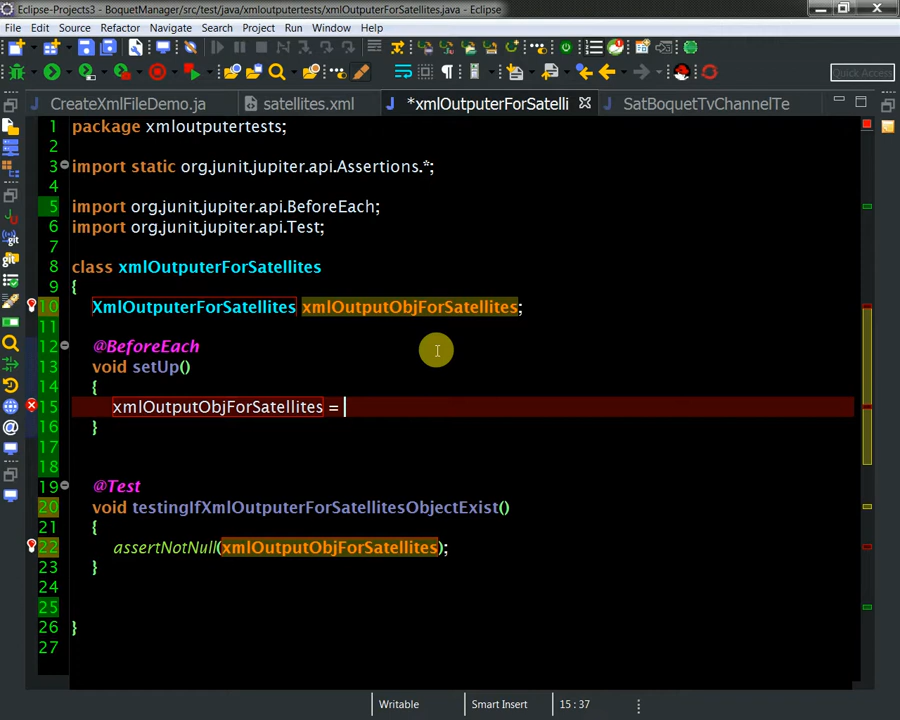 Eclipse-Projects3 - BoquetManager/src/test/java/xmloutputertests/xmlOutputerForSatellites.java - Eclipse
File Edit Source Refactor Navigate Search Project Run Window Help
Quick Access
CreateXmlFileDemo.ja satellites.xml *xmlOutputerForSatelli SatBoquetTvChannelTe
1 package xmloutputertests;
2
3 import static org.junit.jupiter.api.Assertions.*;
4
5 import org.junit.jupiter.api.BeforeEach;
6 import org.junit.jupiter.api.Test;
7
8 class xmlOutputerForSatellites
9 {
10 XmlOutputerForSatellites xmlOutputObjForSatellites;
11
12 @BeforeEach
13 void setUp()
14 {
15 xmlOutputObjForSatellites =
16 }
17
18
19 @Test
20 void testingIfXmlOutputerForSatellitesObjectExist()
21 {
22 assertNotNull(xmlOutputObjForSatellites);
23 }
24
25
26 }
27
Writable Smart Insert 15 : 37